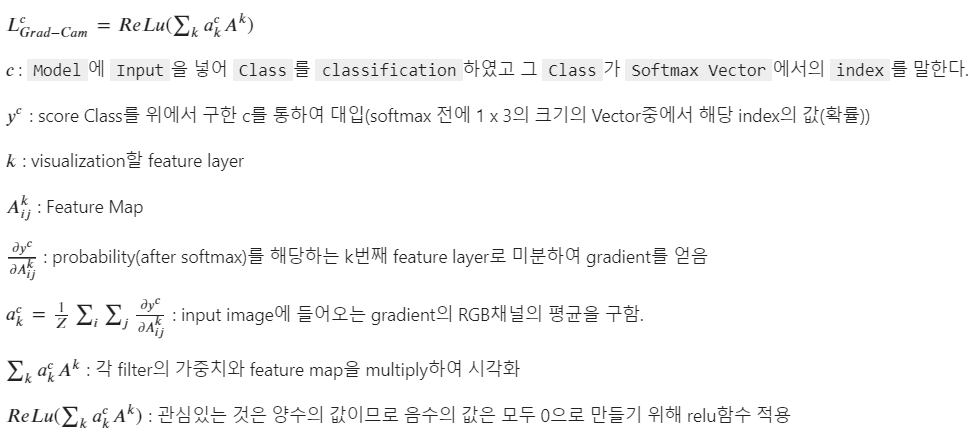 $L^c_{Grad-Cam} = ReLu(\sum_k a^c_k A^k)$
$c$ : Model 에 Input 을 넣어 Class 를 classification 하였고 그 Class 가 Softmax Vector 에서의 index 를 말한다.
$y^c$ : score Class를 위에서 구한 c를 통하여 대입(softmax 전에 1 x 3의 크기의 Vector중에서 해당 index의 값(확률))
$k$ : visualization할 feature layer
$A^k_{ij}$ : Feature Map
$\frac{\partial y^c}{\partial A^k_{ij}}$ : probability(after softmax)를 해당하는 k번째 feature layer로 미분하여 gradient를 얻음
$a^c_k = \frac{1}{Z} \sum_i \sum_j \frac{\partial y^c}{\partial A^k_{ij}}$ : input image에 들어오는 gradient의 RGB채널의 평균을 구함.
$\sum_k a^c_k A^k$ : 각 filter의 가중치와 feature map을 multiply하여 시각화
$ReLu(\sum_k a^c_k A^k)$ : 관심있는 것은 양수의 값이므로 음수의 값은 모두 0으로 만들기 위해 relu함수 적용